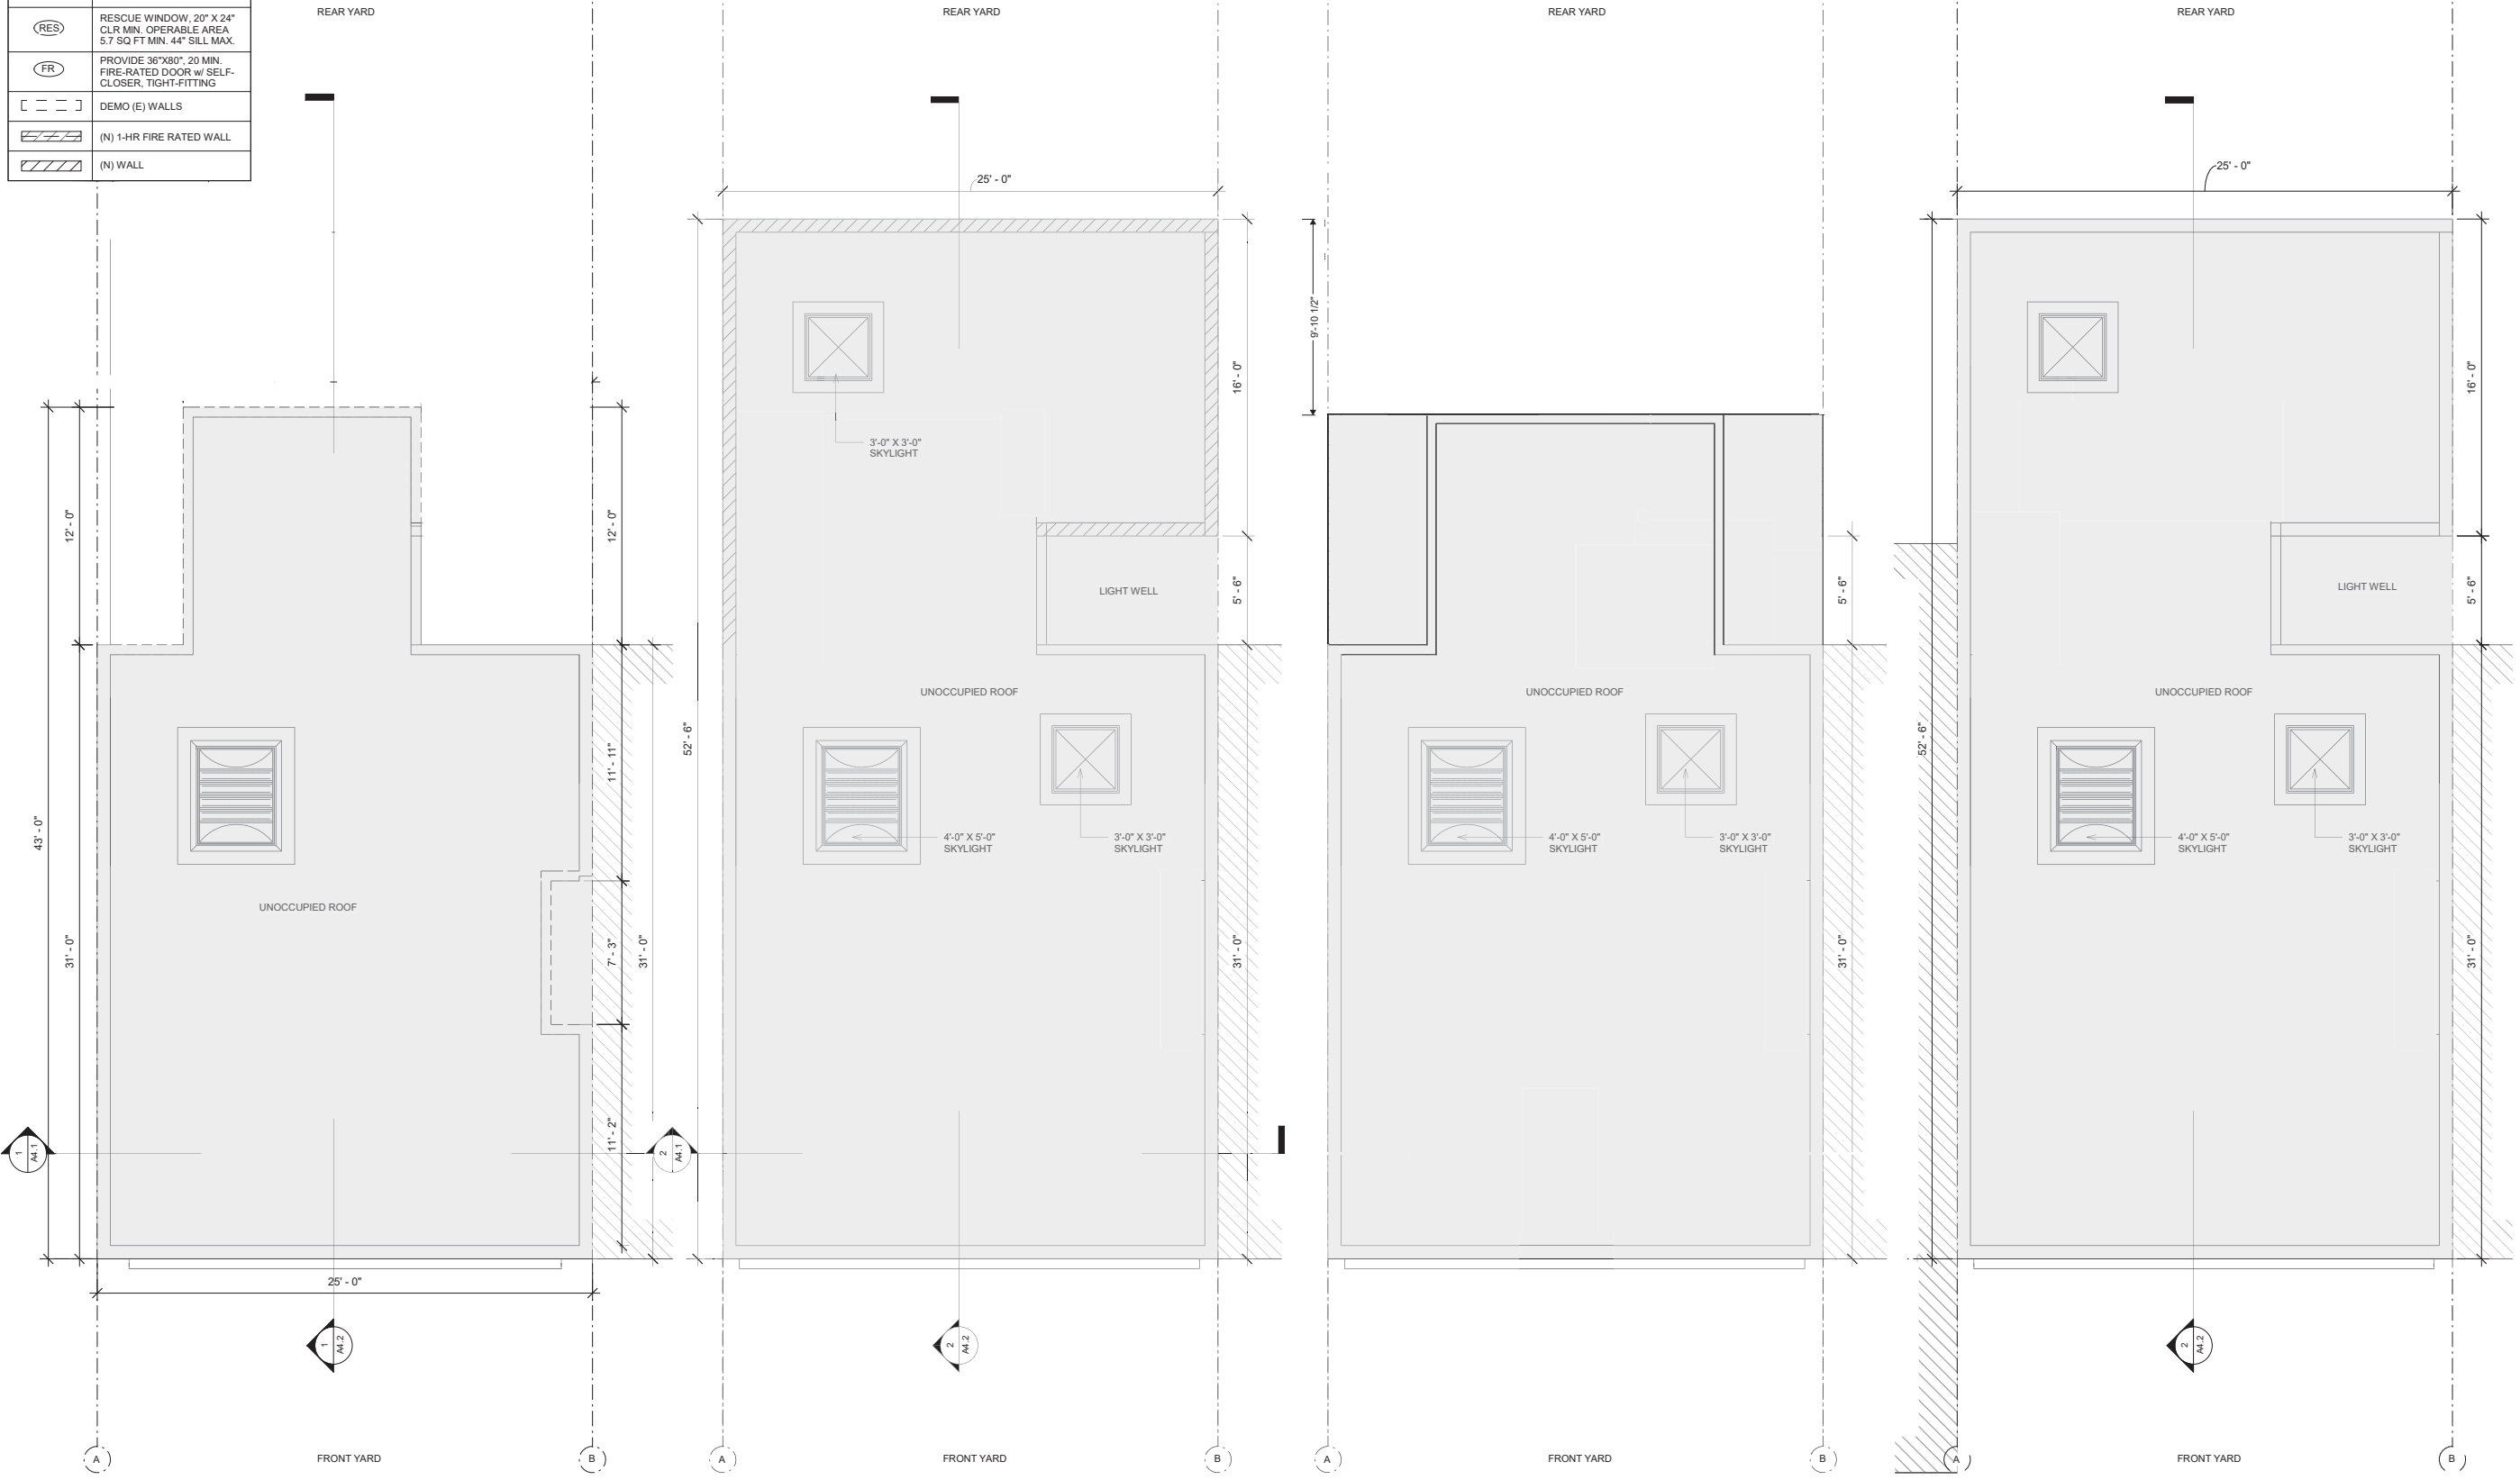 RES
RESCUE WINDOW, 20" X 24"
CLR MIN. OPERABLE AREA
5.7 SQ FT MIN. 44" SILL MAX.
FR
PROVIDE 36"X80", 20 MIN.
FIRE-RATED DOOR w/ SELF-
CLOSER, TIGHT-FITTING
DEMO (E) WALLS
(N) 1-HR FIRE RATED WALL
(N) WALL
REAR YARD
12' - 0"
12' - 0"
43' - 0"
31' - 0"
11' - 11"
7' - 3"
31' - 0"
11' - 2"
UNOCCUPIED ROOF
1
A4.1
25' - 0"
1
A4.2
A
FRONT YARD
B
REAR YARD
25' - 0"
3'-0" X 3'-0"
SKYLIGHT
16' - 0"
LIGHT WELL
5' - 6"
UNOCCUPIED ROOF
52' - 6"
4'-0" X 5'-0"
SKYLIGHT
3'-0" X 3'-0"
SKYLIGHT
31' - 0"
2
A4.1
2
A4.2
A
FRONT YARD
B
REAR YARD
9'-10 1/2"
5' - 6"
UNOCCUPIED ROOF
4'-0" X 5'-0"
SKYLIGHT
3'-0" X 3'-0"
SKYLIGHT
31' - 0"
A
FRONT YARD
B
REAR YARD
25' - 0"
16' - 0"
LIGHT WELL
5' - 6"
UNOCCUPIED ROOF
52' - 6"
4'-0" X 5'-0"
SKYLIGHT
3'-0" X 3'-0"
SKYLIGHT
31' - 0"
2
A4.2
A
FRONT YARD
B